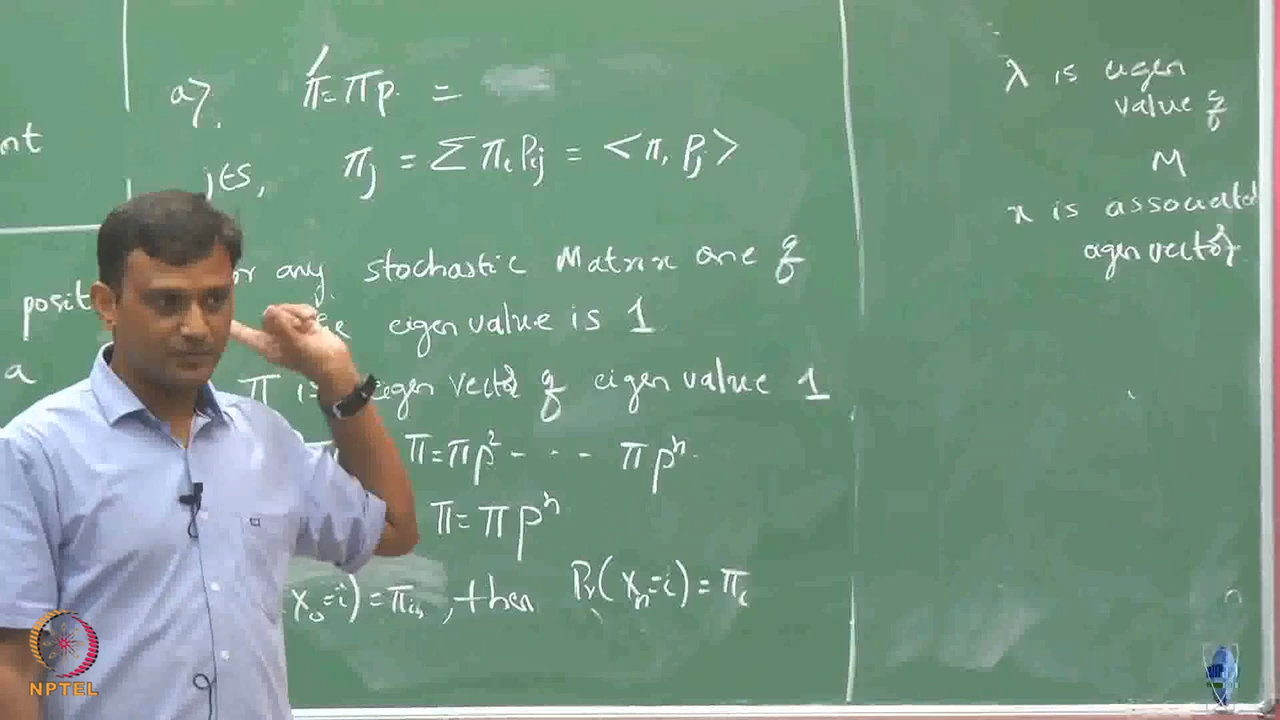 nt
posit
a
a).
π = πp. =
j∈S, πj = Σ πi Pij = < π, Pj >
or any stochastic Matrix one of
eigen value is 1
π is eigen vector of eigen value 1
π = πp² - - - πpⁿ.
π = πpⁿ
X₀=i) = πi, then Pr(Xn=i) = πi
λ is eigen
value of
M
x is associated
eigen vector.
NPTEL